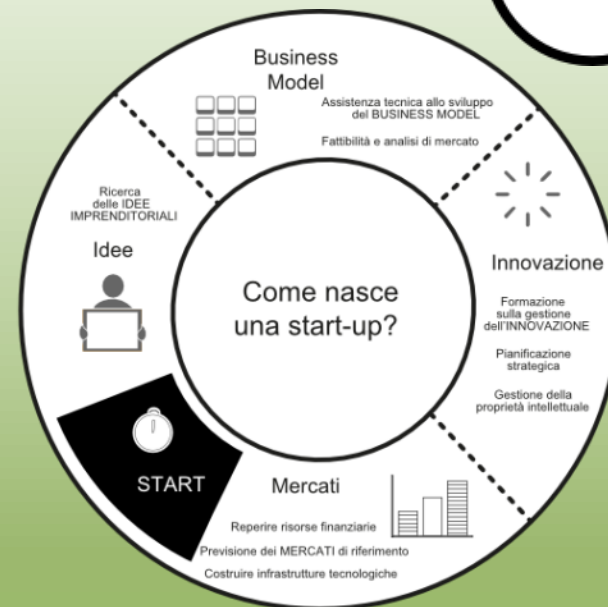 Business
Model
Assistenza tecnica allo sviluppo
del BUSINESS MODEL
Fattibilità e analisi di mercato
Ricerca
delle IDEE
IMPRENDITORIALI
Idee
Innovazione
Formazione
sulla gestione
dell'INNOVAZIONE
Pianificazione
strategica
Gestione della
proprietà intellettuale
Come nasce
una start-up?
START
Mercati
Reperire risorse finanziarie
Previsione dei MERCATI di riferimento
Costruire infrastrutture tecnologiche